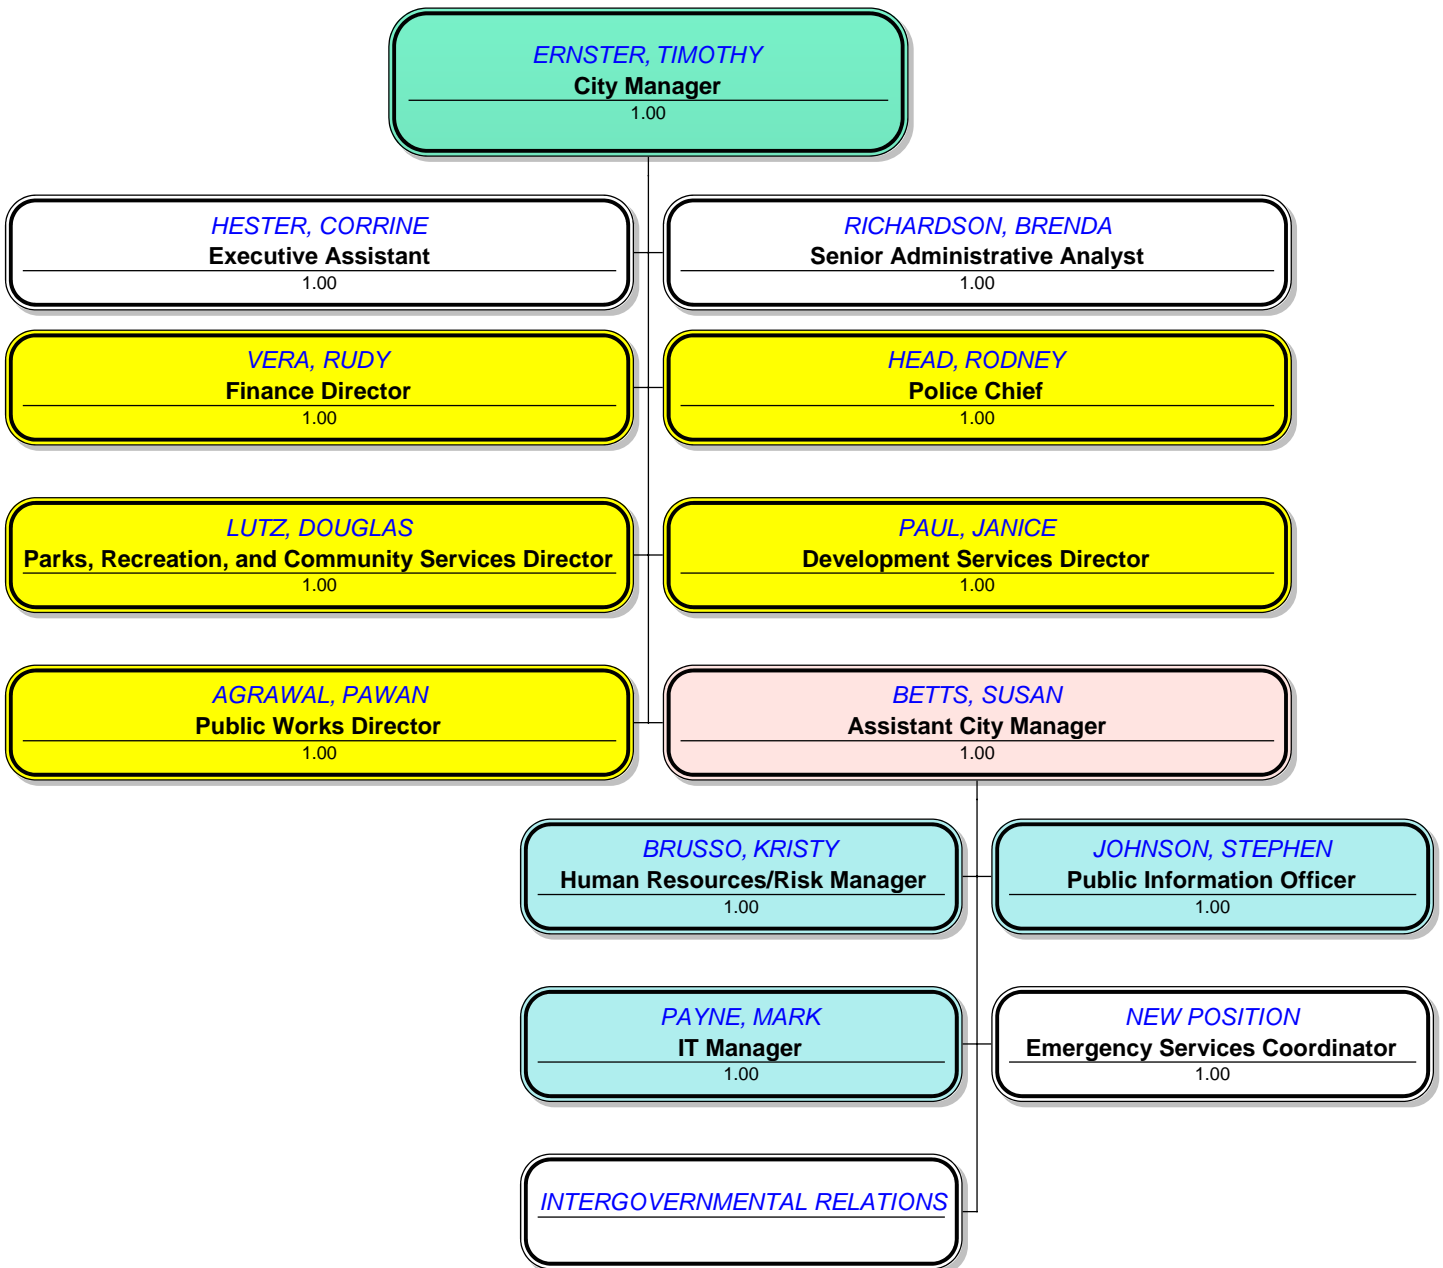 ERNSTER, TIMOTHY
City Manager
1.00
HESTER, CORRINE
Executive Assistant
1.00
RICHARDSON, BRENDA
Senior Administrative Analyst
1.00
VERA, RUDY
Finance Director
1.00
HEAD, RODNEY
Police Chief
1.00
LUTZ, DOUGLAS
Parks, Recreation, and Community Services Director
1.00
PAUL, JANICE
Development Services Director
1.00
AGRAWAL, PAWAN
Public Works Director
1.00
BETTS, SUSAN
Assistant City Manager
1.00
BRUSSO, KRISTY
Human Resources/Risk Manager
1.00
JOHNSON, STEPHEN
Public Information Officer
1.00
PAYNE, MARK
IT Manager
1.00
NEW POSITION
Emergency Services Coordinator
1.00
INTERGOVERNMENTAL RELATIONS